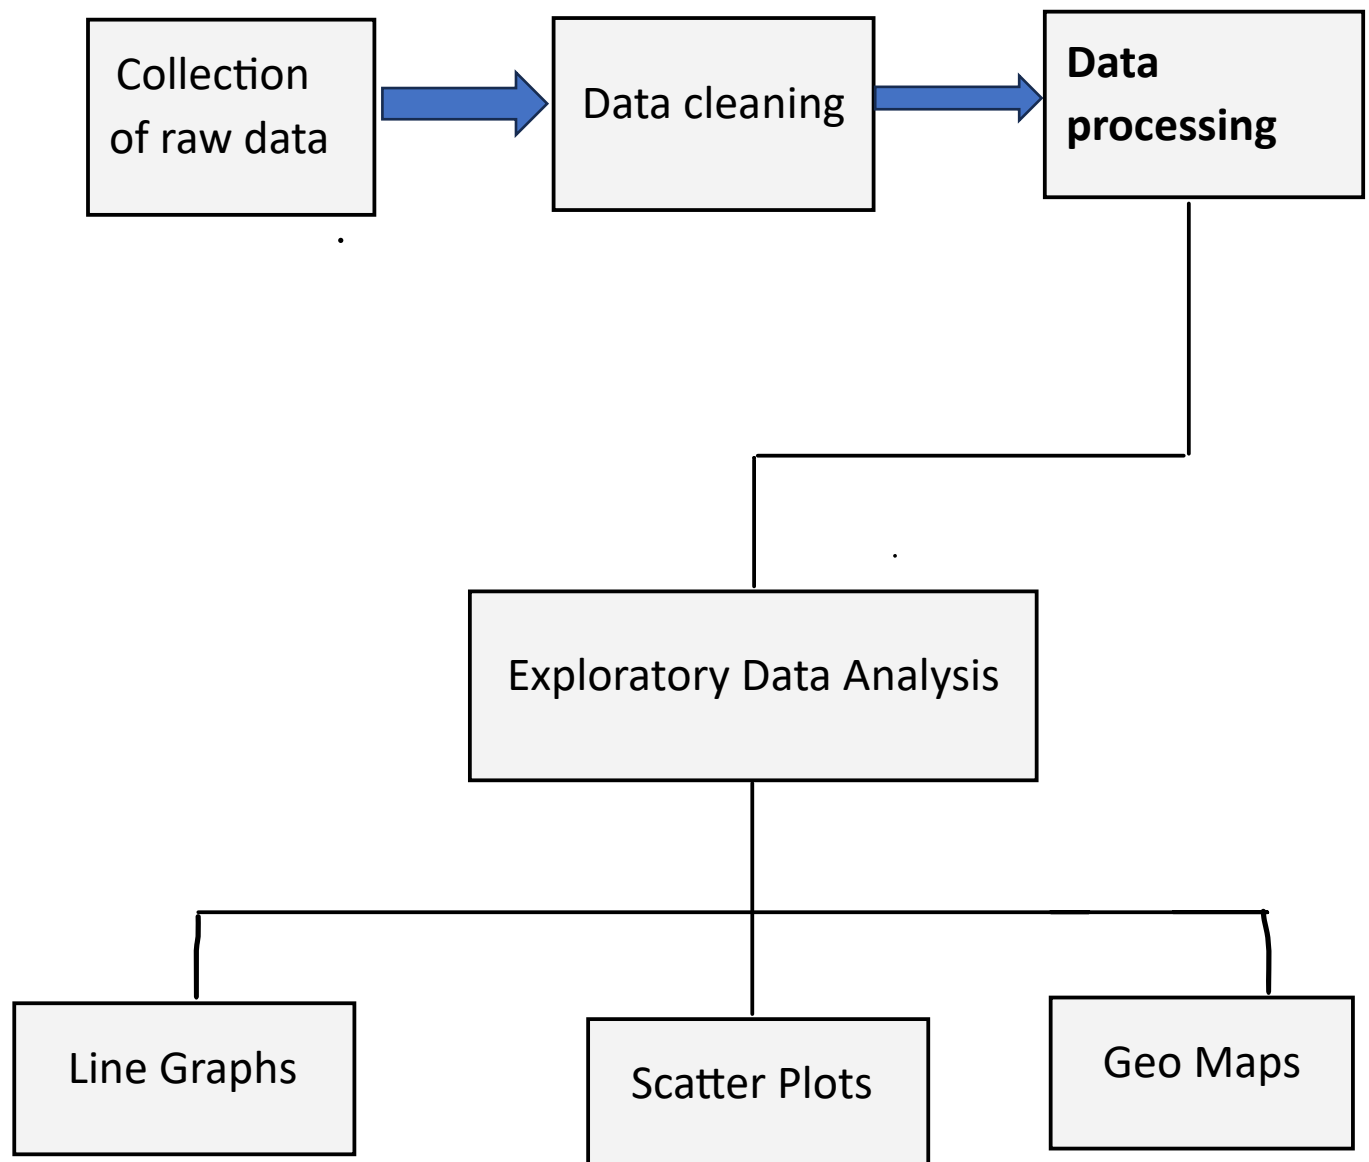 Collection
of raw data
Data cleaning
Data
processing
Exploratory Data Analysis
Line Graphs
Scatter Plots
Geo Maps